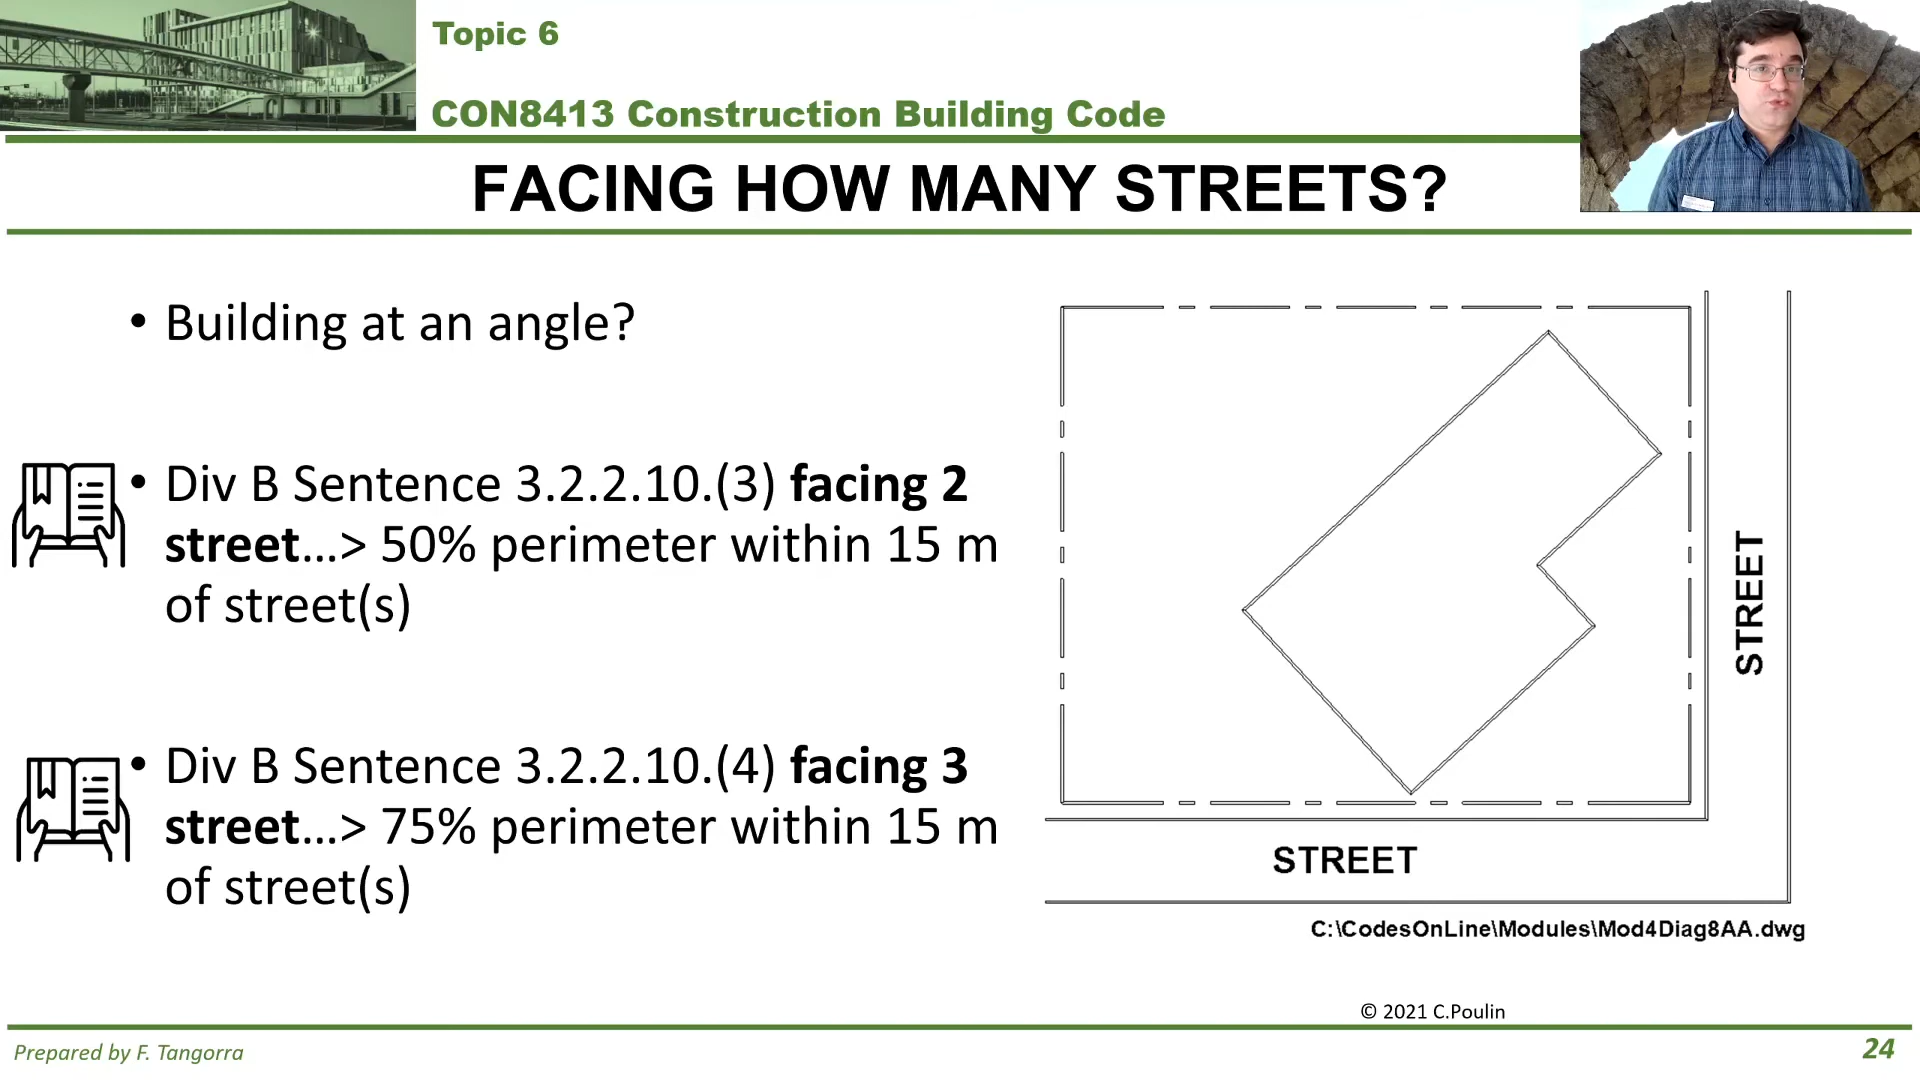 Topic 6
CON8413 Construction Building Code
FACING HOW MANY STREETS?
• Building at an angle?
• Div B Sentence 3.2.2.10.(3) facing 2
street...> 50% perimeter within 15 m
of street(s)
• Div B Sentence 3.2.2.10.(4) facing 3
street...> 75% perimeter within 15 m
of street(s)
STREET
STREET
C:\CodesOnLine\Modules\Mod4Diag8AA.dwg
© 2021 C.Poulin
Prepared by F. Tangorra
24